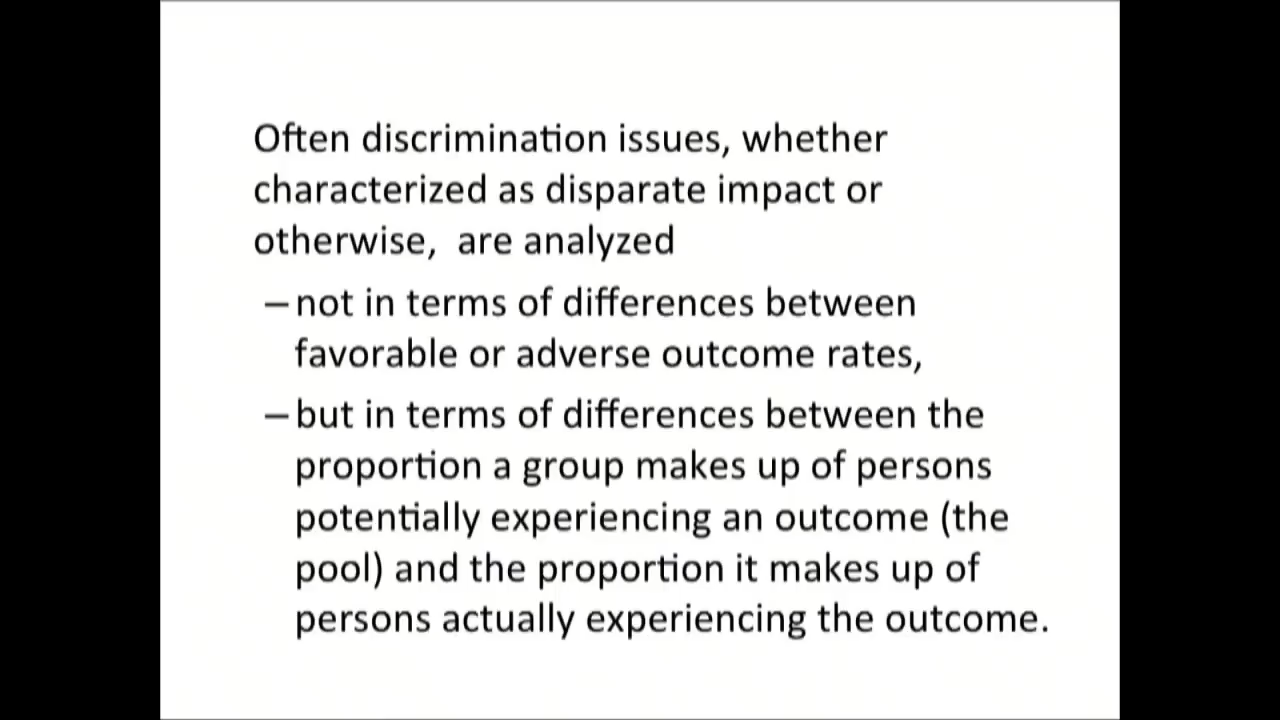 Often discrimination issues, whether
characterized as disparate impact or
otherwise,  are analyzed
–not in terms of differences between
favorable or adverse outcome rates,
–but in terms of differences between the
proportion a group makes up of persons
potentially experiencing an outcome (the
pool) and the proportion it makes up of
persons actually experiencing the outcome.